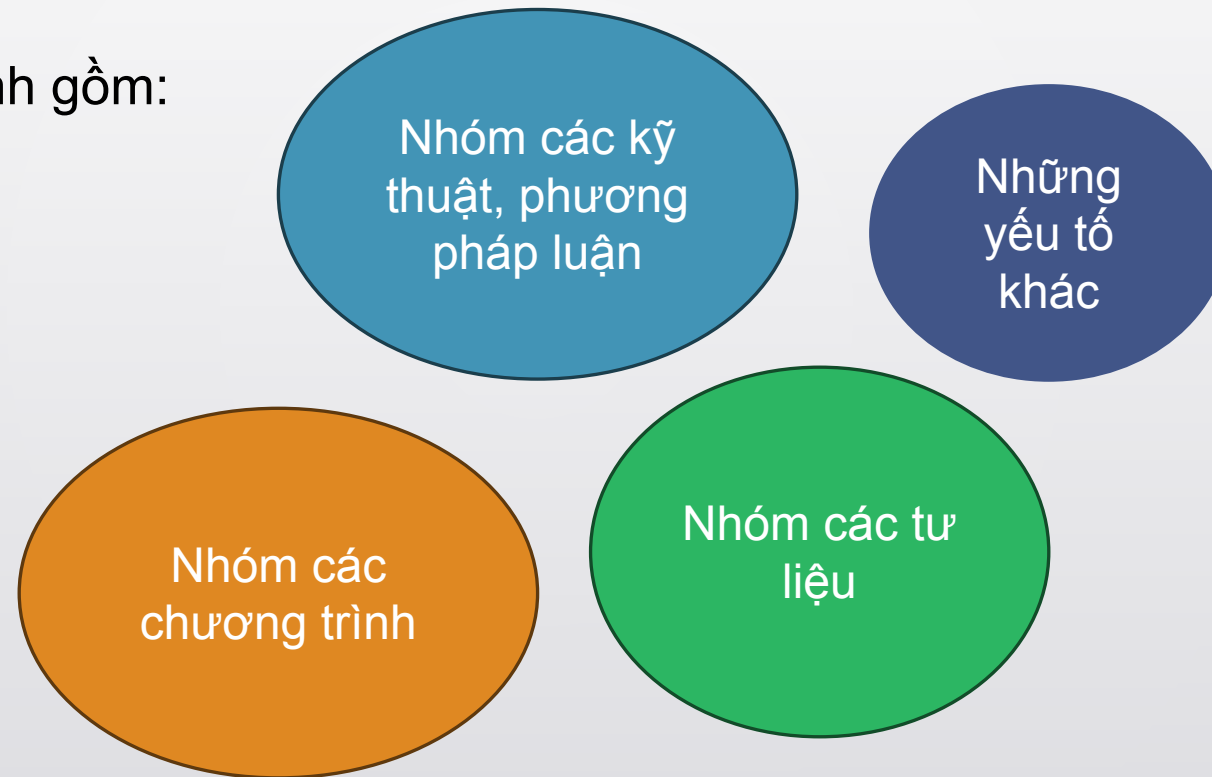 nh gồm:
Nhóm các kỹ
thuật, phương
pháp luận
Những
yếu tố
khác
Nhóm các
chương trình
Nhóm các tư
liệu